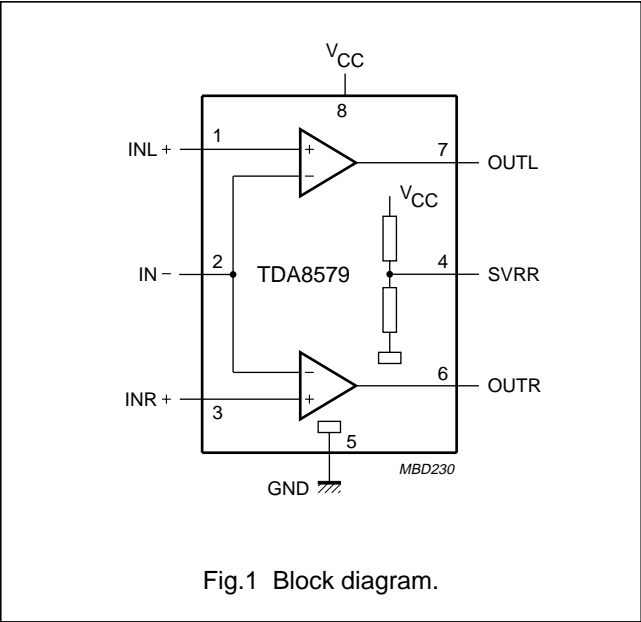 VCC
8
INL + 1 + 7 OUTL
−
VCC
IN − 2 TDA8579 4 SVRR
− 6 OUTR
INR + 3 +
5
MBD230
GND
Fig.1 Block diagram.